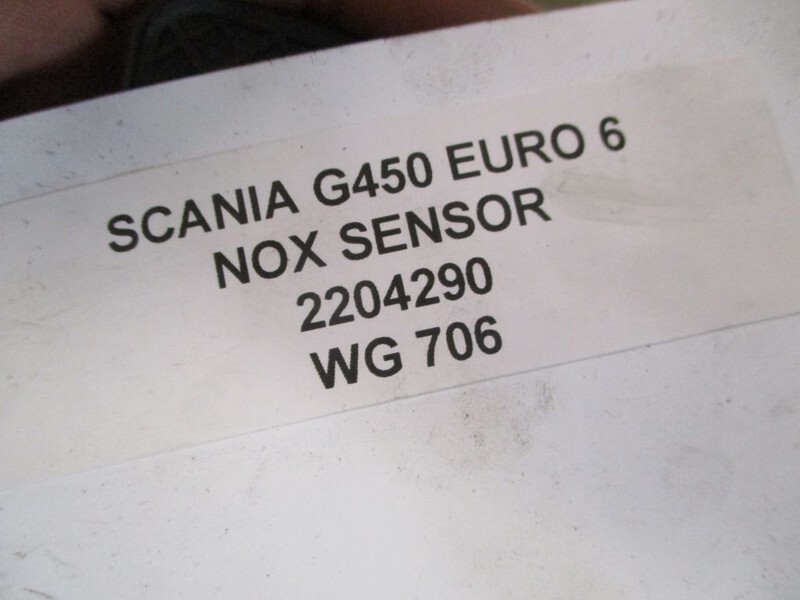 SCANIA G450 EURO 6
NOX SENSOR
2204290
WG 706